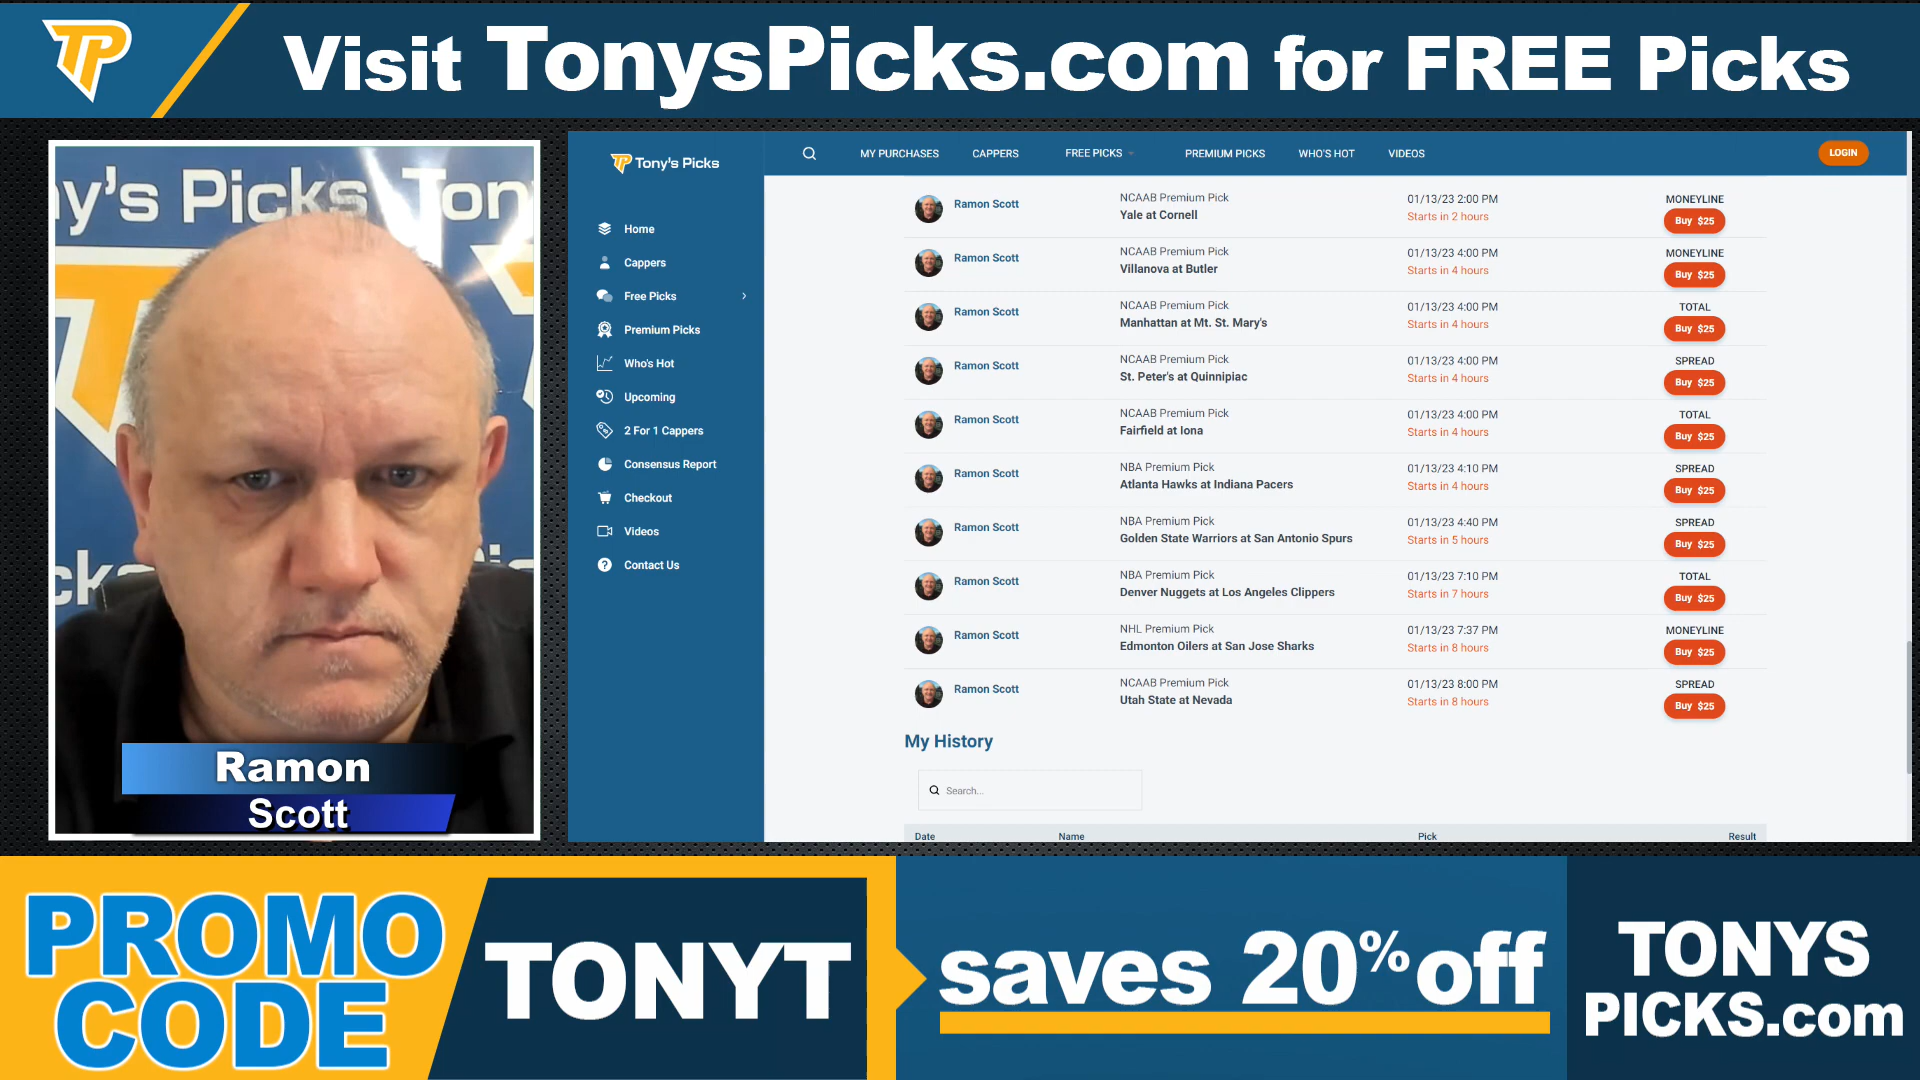 TP
Visit TonysPicks.com for FREE Picks
ny's Picks Ton
Ramon
Scott
TP Tony's Picks
Home
Cappers
Free Picks
Premium Picks
Who's Hot
Upcoming
2 For 1 Cappers
Consensus Report
Checkout
Videos
Contact Us
MY PURCHASES CAPPERS FREE PICKS PREMIUM PICKS WHO'S HOT VIDEOS LOGIN
Ramon Scott NCAAB Premium Pick 01/13/23 2:00 PM MONEYLINE
Yale at Cornell Starts in 2 hours Buy $25
Ramon Scott NCAAB Premium Pick 01/13/23 4:00 PM MONEYLINE
Villanova at Butler Starts in 4 hours Buy $25
Ramon Scott NCAAB Premium Pick 01/13/23 4:00 PM TOTAL
Manhattan at Mt. St. Mary's Starts in 4 hours Buy $25
Ramon Scott NCAAB Premium Pick 01/13/23 4:00 PM SPREAD
St. Peter's at Quinnipiac Starts in 4 hours Buy $25
Ramon Scott NCAAB Premium Pick 01/13/23 4:00 PM TOTAL
Fairfield at Iona Starts in 4 hours Buy $25
Ramon Scott NBA Premium Pick 01/13/23 4:10 PM SPREAD
Atlanta Hawks at Indiana Pacers Starts in 4 hours Buy $25
Ramon Scott NBA Premium Pick 01/13/23 4:40 PM SPREAD
Golden State Warriors at San Antonio Spurs Starts in 5 hours Buy $25
Ramon Scott NBA Premium Pick 01/13/23 7:10 PM TOTAL
Denver Nuggets at Los Angeles Clippers Starts in 7 hours Buy $25
Ramon Scott NHL Premium Pick 01/13/23 7:37 PM MONEYLINE
Edmonton Oilers at San Jose Sharks Starts in 8 hours Buy $25
Ramon Scott NCAAB Premium Pick 01/13/23 8:00 PM SPREAD
Utah State at Nevada Starts in 8 hours Buy $25
My History
Search...
Date Name Pick Result
PROMO
CODE
TONYT
saves 20% off
TONYS
PICKS.com